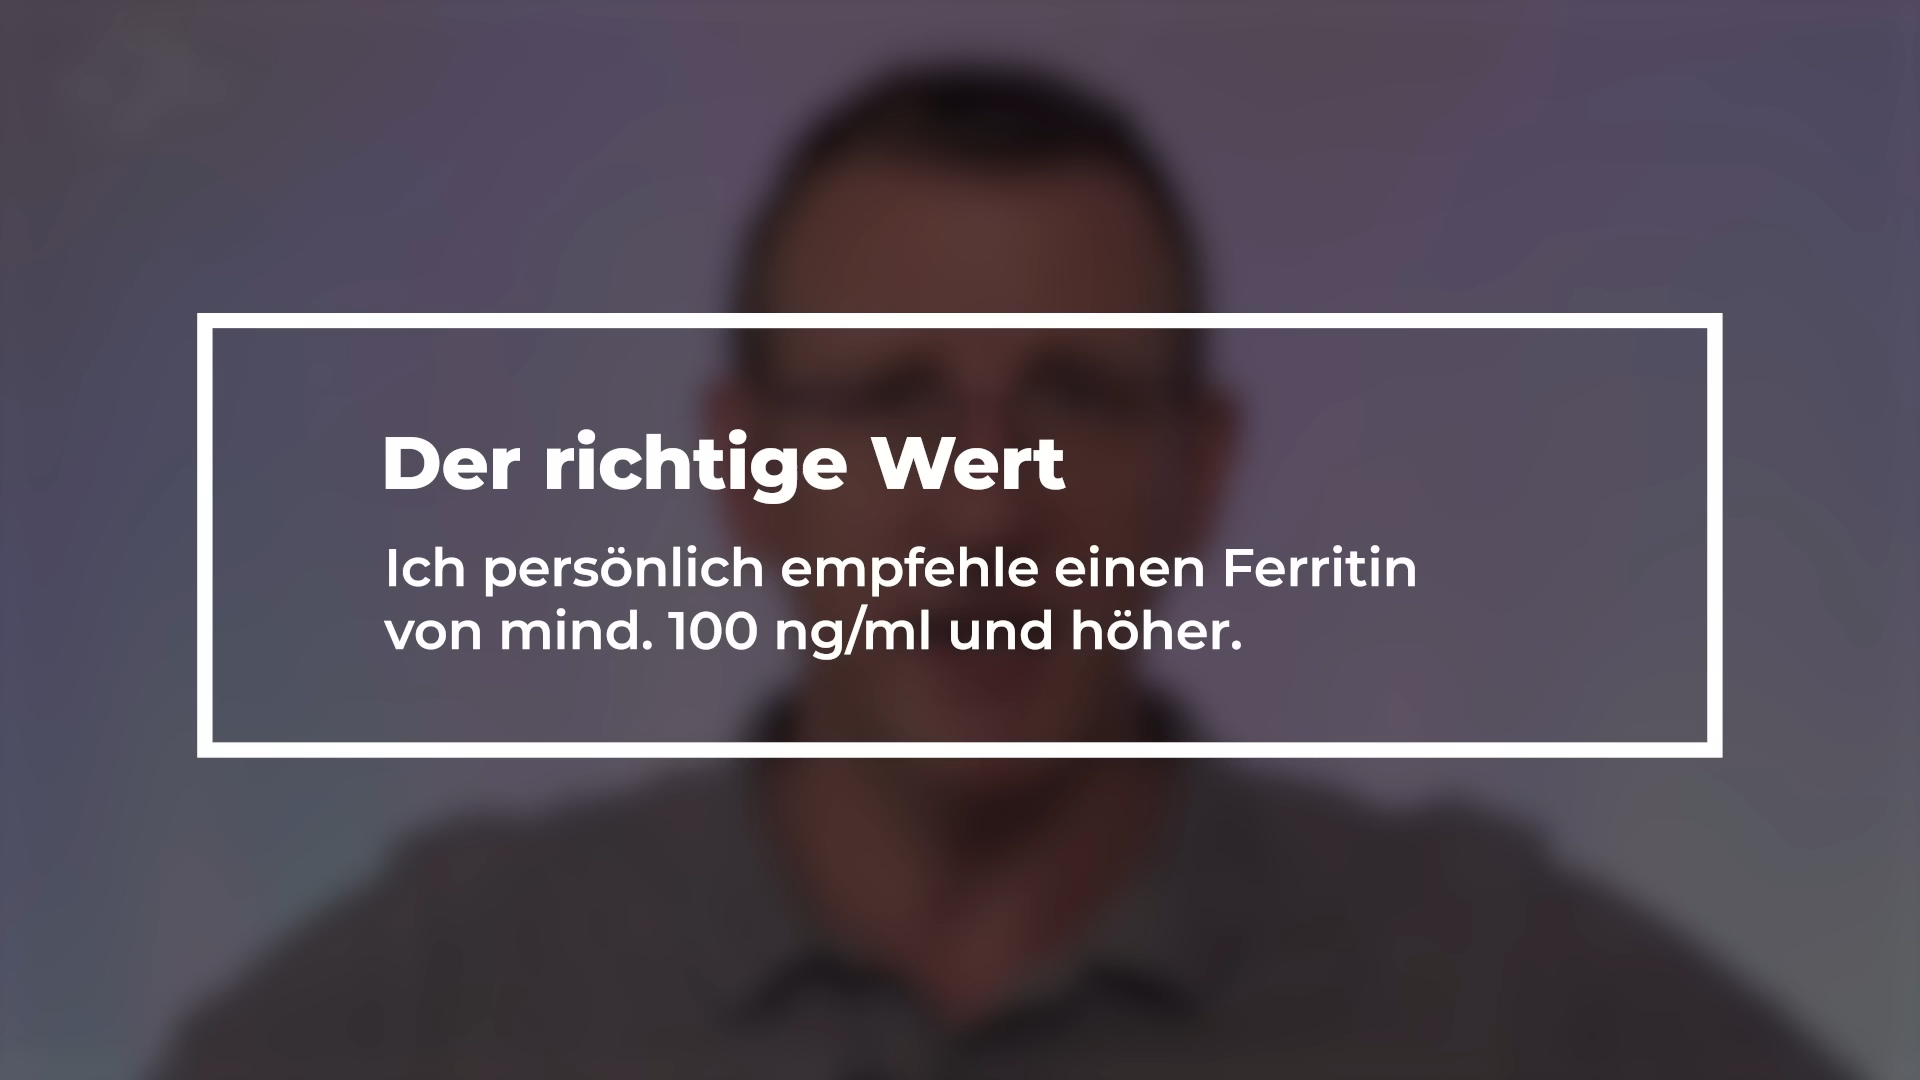 Der richtige Wert
Ich persönlich empfehle einen Ferritin
von mind. 100 ng/ml und höher.